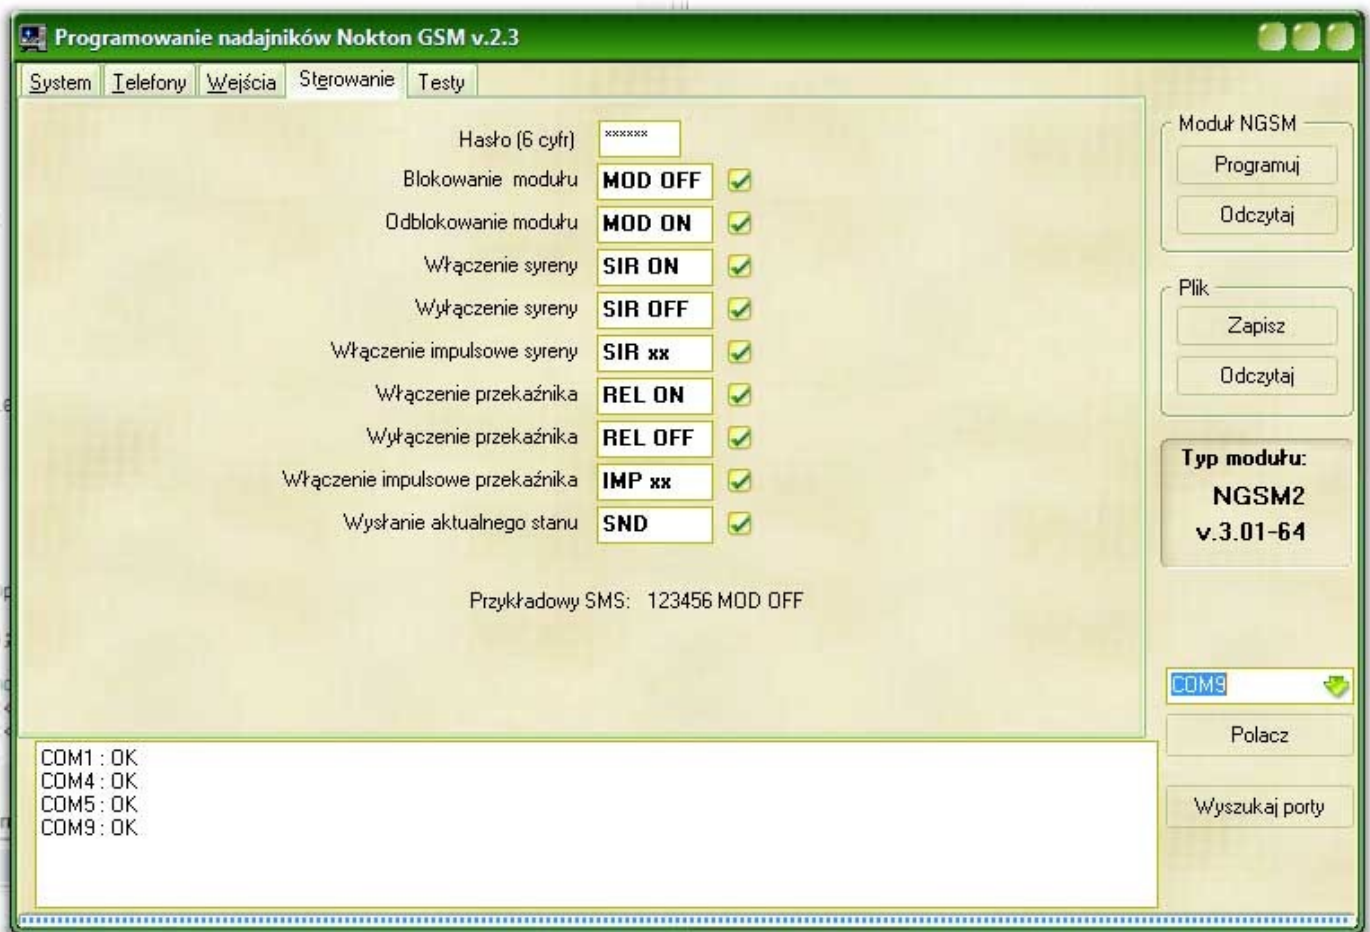 Programowanie nadajników Nokton GSM v.2.3
System Telefony Wejścia Sterowanie Testy
Hasło (6 cyfr) xxxxxx
Blokowanie modułu MOD OFF
Odblokowanie modułu MOD ON
Włączenie syreny SIR ON
Wyłączenie syreny SIR OFF
Włączenie impulsowe syreny SIR xx
Włączenie przekaźnika REL ON
Wyłączenie przekaźnika REL OFF
Włączenie impulsowe przekaźnika IMP xx
Wysłanie aktualnego stanu SND
Przykładowy SMS: 123456 MOD OFF
Moduł NGSM
Programuj
Odczytaj
Plik
Zapisz
Odczytaj
Typ modułu:
NGSM2
v.3.01-64
COM9
Polacz
Wyszukaj porty
COM1 : OK
COM4 : OK
COM5 : OK
COM9 : OK